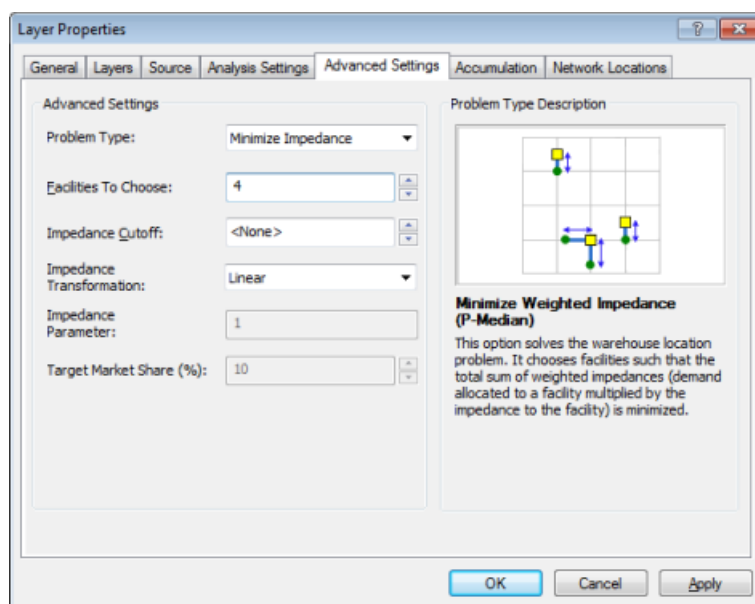 Layer Properties
General Layers Source Analysis Settings Advanced Settings Accumulation Network Locations
Advanced Settings
Problem Type: Minimize Impedance
Facilities To Choose: 4
Impedance Cutoff: <None>
Impedance
Transformation: Linear
Impedance
Parameter: 1
Target Market Share (%): 10
Problem Type Description
Minimize Weighted Impedance
(P-Median)
This option solves the warehouse location
problem. It chooses facilities such that the
total sum of weighted impedances (demand
allocated to a facility multiplied by the
impedance to the facility) is minimized.
OK Cancel Apply